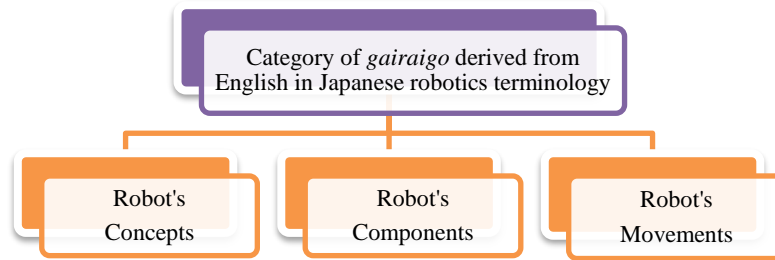 Category of gairaigo derived from
English in Japanese robotics terminology
Robot's
Concepts
Robot's
Components
Robot's
Movements